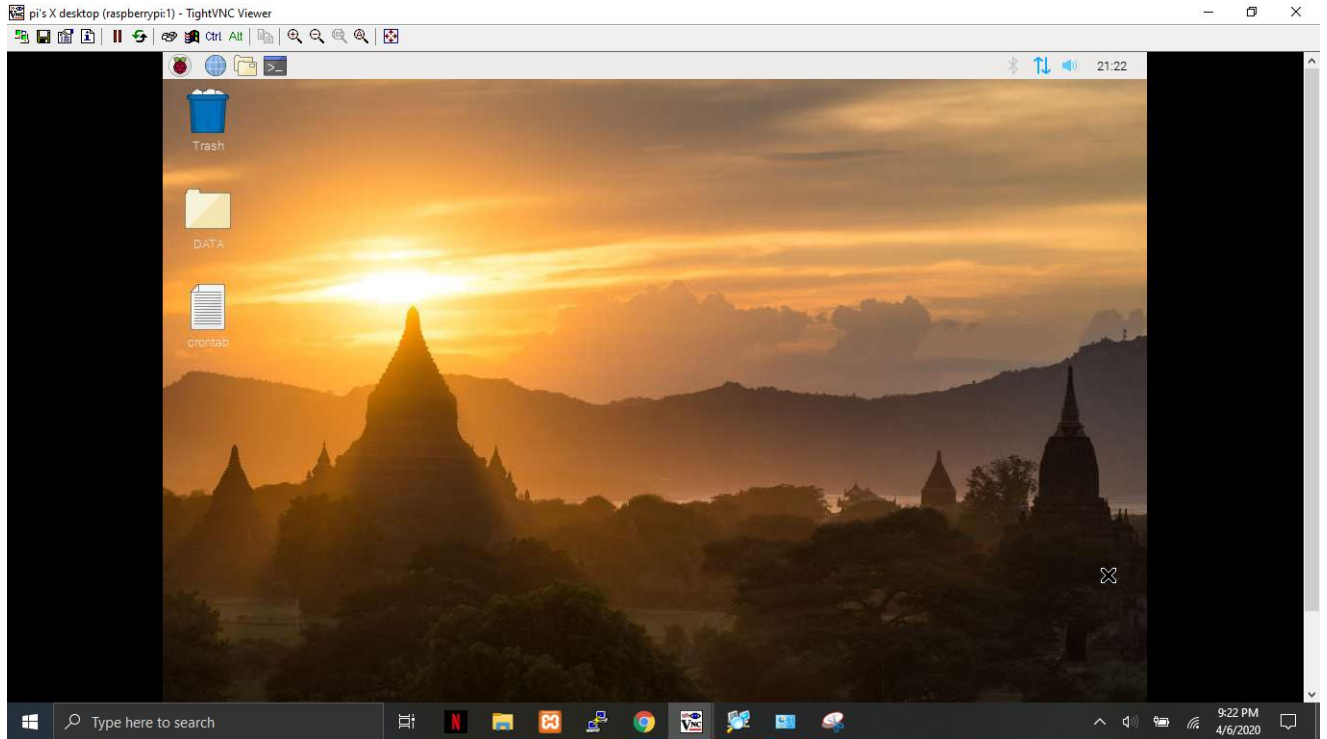 pi's X desktop (raspberrypi:1) - TightVNC Viewer
Ctrl Alt
21:22
Trash
DATA
crontab
Type here to search
N
VNC
9:22 PM
4/6/2020